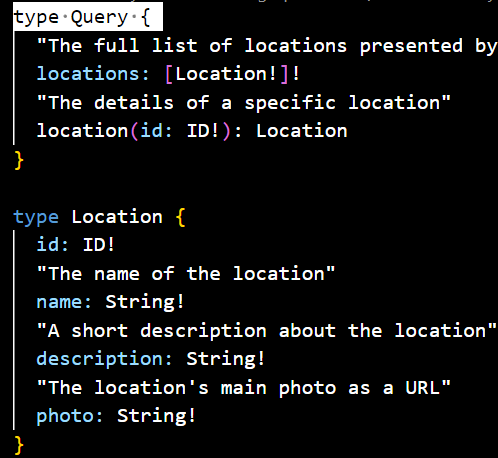 type Query {
"The full list of locations presented by
locations: [Location!]!
"The details of a specific location"
location(id: ID!): Location
}
type Location {
id: ID!
"The name of the location"
name: String!
"A short description about the location"
description: String!
"The location's main photo as a URL"
photo: String!
}